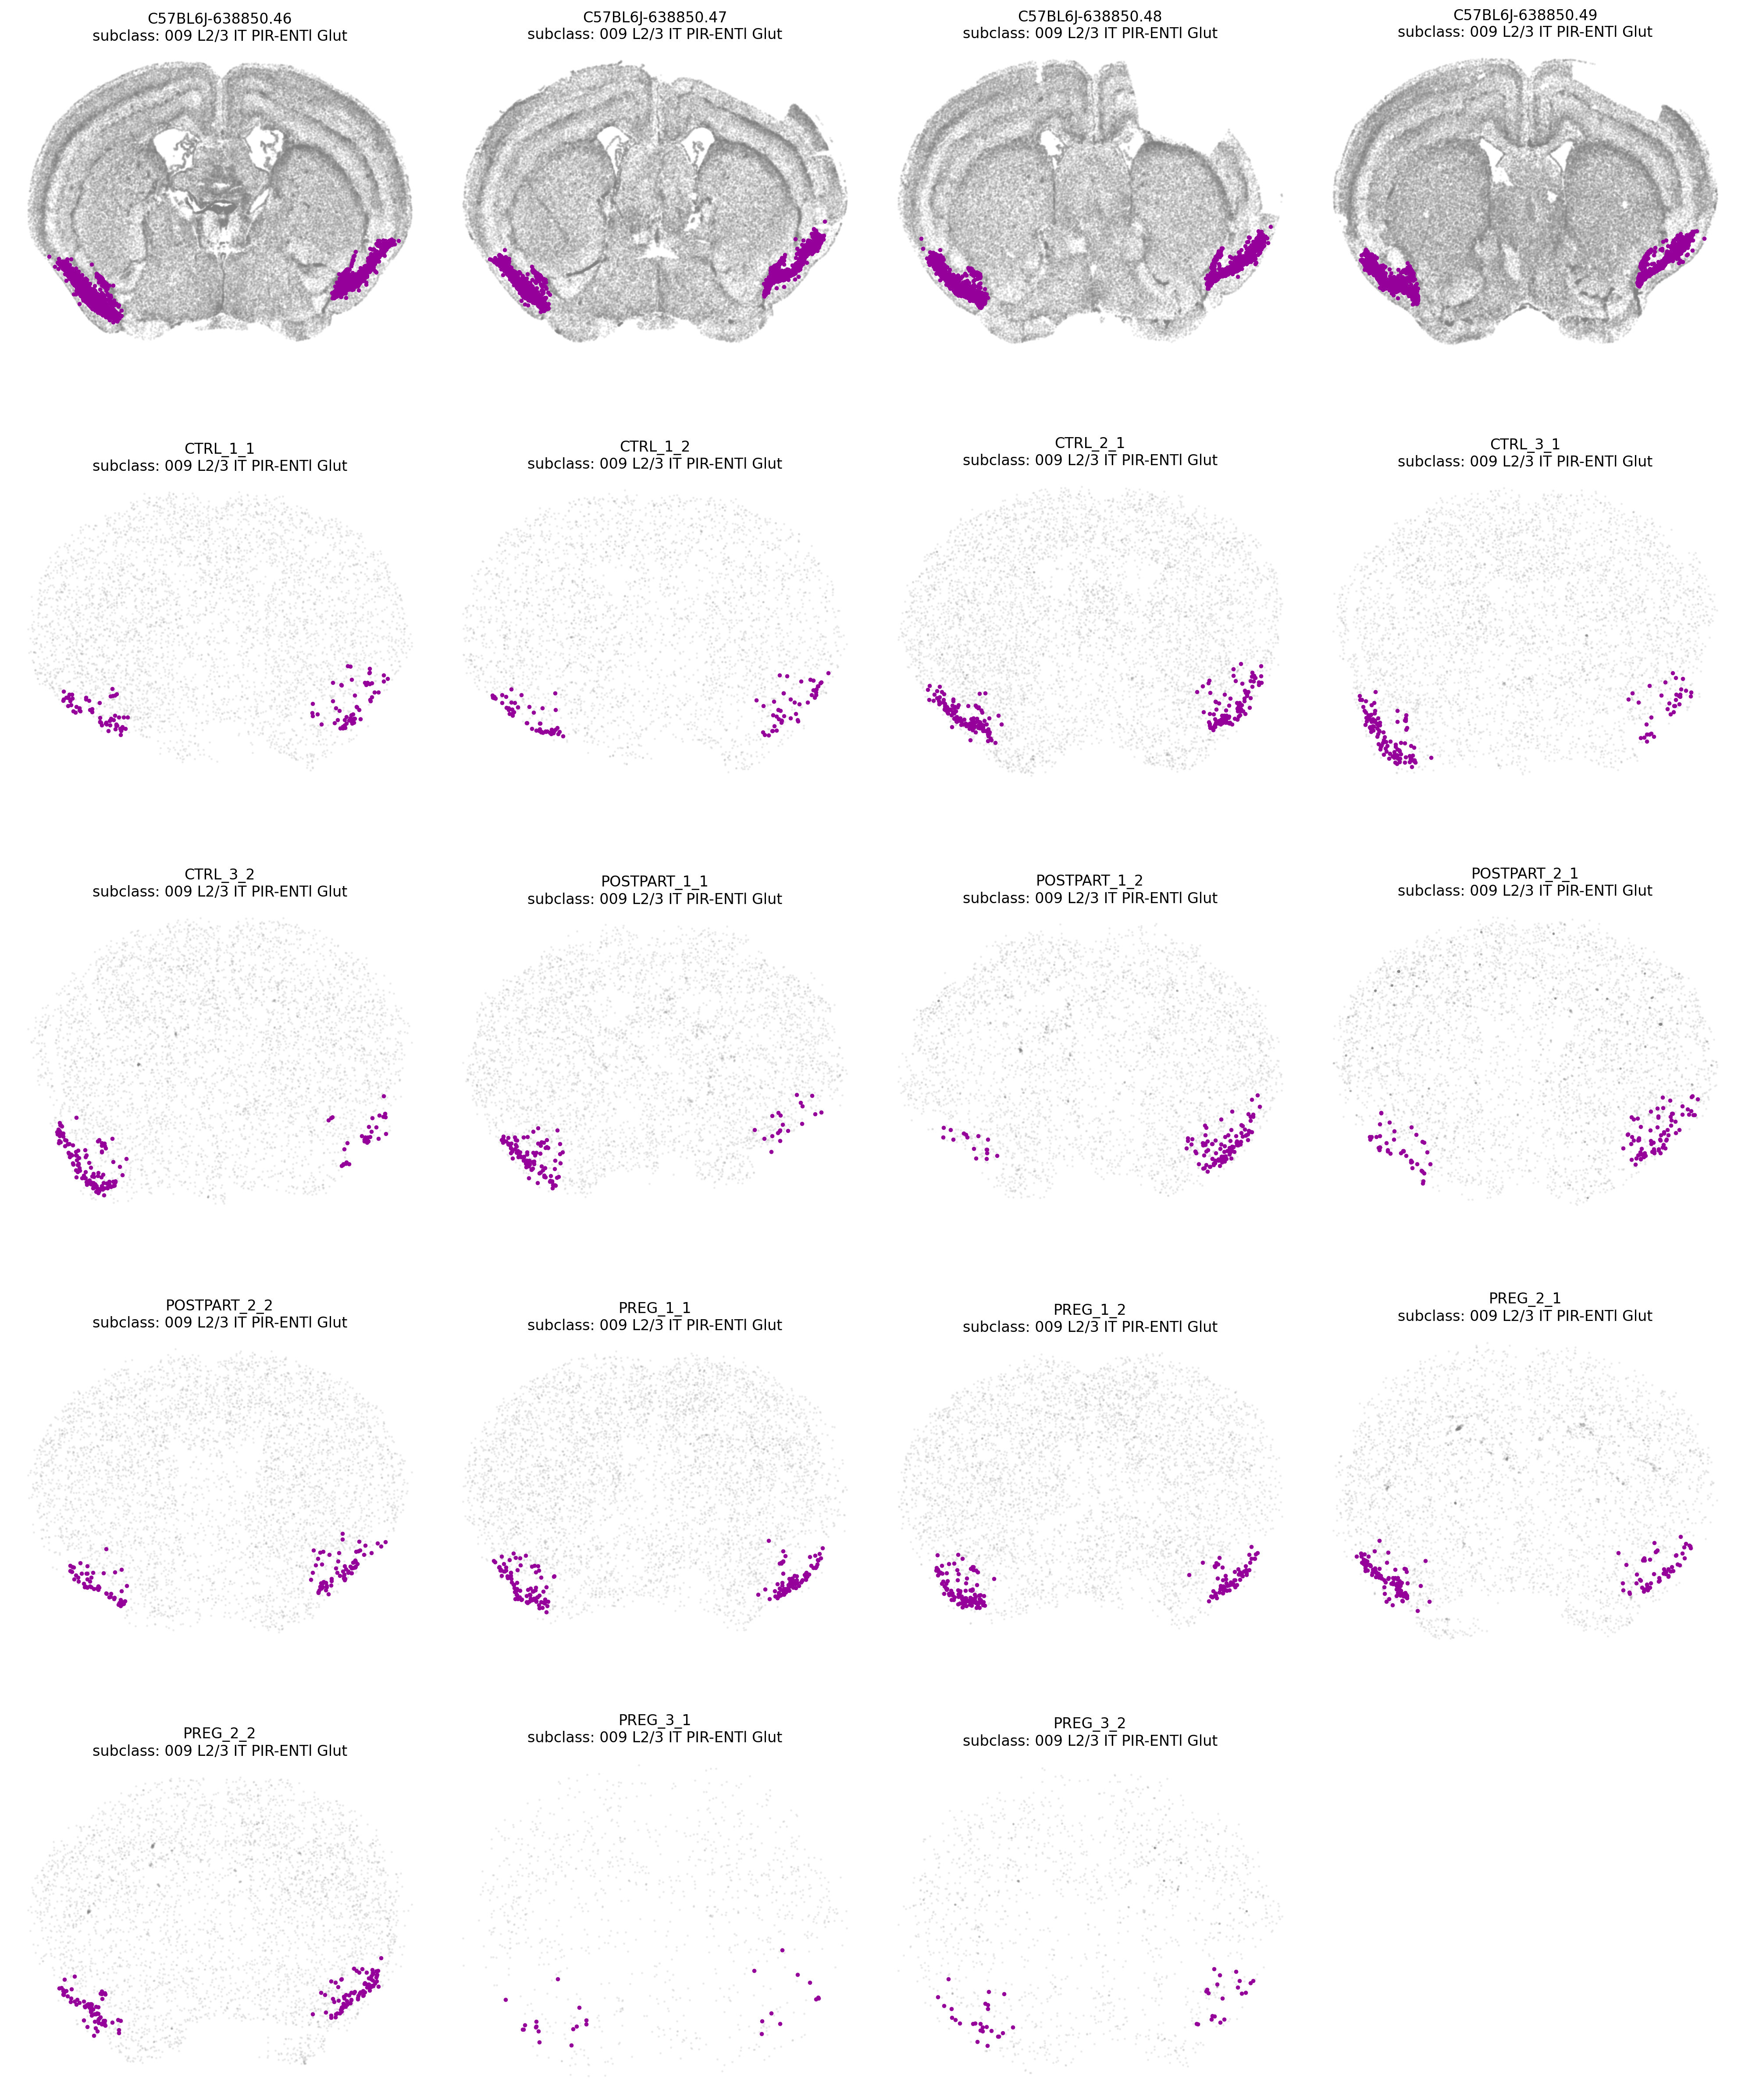 C57BL6J-638850.46
subclass: 009 L2/3 IT PIR-ENTl Glut
C57BL6J-638850.47
subclass: 009 L2/3 IT PIR-ENTl Glut
C57BL6J-638850.48
subclass: 009 L2/3 IT PIR-ENTl Glut
C57BL6J-638850.49
subclass: 009 L2/3 IT PIR-ENTl Glut
CTRL_1_1
subclass: 009 L2/3 IT PIR-ENTl Glut
CTRL_1_2
subclass: 009 L2/3 IT PIR-ENTl Glut
CTRL_2_1
subclass: 009 L2/3 IT PIR-ENTl Glut
CTRL_3_1
subclass: 009 L2/3 IT PIR-ENTl Glut
CTRL_3_2
subclass: 009 L2/3 IT PIR-ENTl Glut
POSTPART_1_1
subclass: 009 L2/3 IT PIR-ENTl Glut
POSTPART_1_2
subclass: 009 L2/3 IT PIR-ENTl Glut
POSTPART_2_1
subclass: 009 L2/3 IT PIR-ENTl Glut
POSTPART_2_2
subclass: 009 L2/3 IT PIR-ENTl Glut
PREG_1_1
subclass: 009 L2/3 IT PIR-ENTl Glut
PREG_1_2
subclass: 009 L2/3 IT PIR-ENTl Glut
PREG_2_1
subclass: 009 L2/3 IT PIR-ENTl Glut
PREG_2_2
subclass: 009 L2/3 IT PIR-ENTl Glut
PREG_3_1
subclass: 009 L2/3 IT PIR-ENTl Glut
PREG_3_2
subclass: 009 L2/3 IT PIR-ENTl Glut